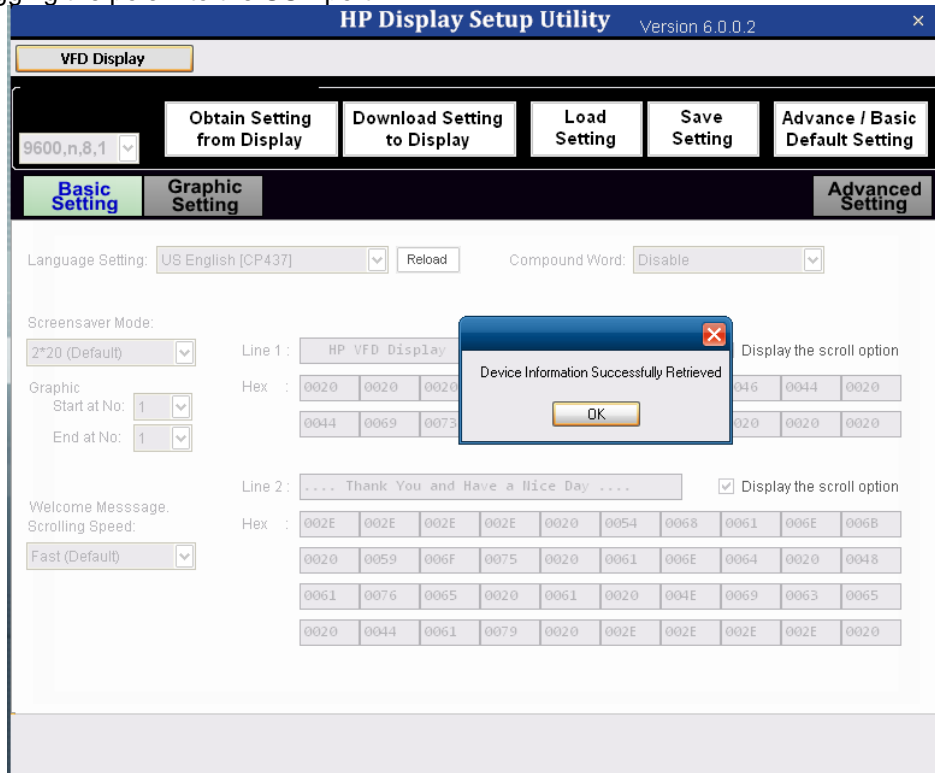 HP Display Setup Utility Version 6.0.0.2 ×
VFD Display
Obtain Setting from Display
Download Setting to Display
Load Setting
Save Setting
Advance / Basic Default Setting
9600,n,8,1
Basic Setting
Graphic Setting
Advanced Setting
Language Setting: US English [CP437] Reload Compound Word: Disable
Screensaver Mode:
2*20 (Default) Line 1 : HP VFD Display Display the scroll option
Device Information Successfully Retrieved
OK
Graphic
Start at No: 1
End at No: 1
Hex : 0020 0020 0020 046 0044 0020
0044 0069 0073 020 0020 0020
Line 2 : .... Thank You and Have a Nice Day .... Display the scroll option
Welcome Messsage.
Scrolling Speed:
Fast (Default)
Hex : 002E 002E 002E 002E 0020 0054 0068 0061 006E 006B
0020 0059 006F 0075 0020 0061 006E 0064 0020 0048
0061 0076 0065 0020 0061 0020 004E 0069 0063 0065
0020 0044 0061 0079 0020 002E 002E 002E 002E 0020